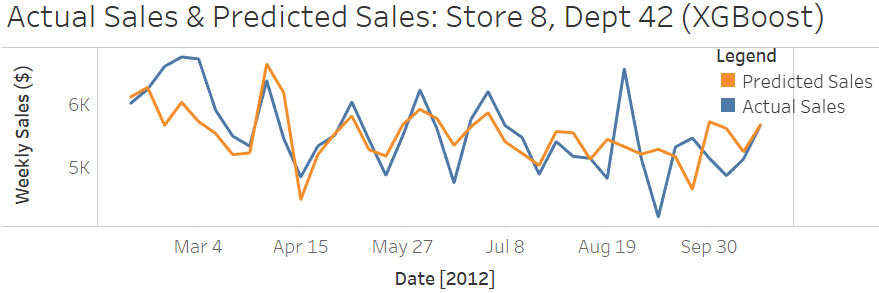 Actual Sales & Predicted Sales: Store 8, Dept 42 (XGBoost)
Legend
Predicted Sales
Actual Sales
Weekly Sales ($)
6K
5K
Mar 4 Apr 15 May 27 Jul 8 Aug 19 Sep 30
Date [2012]